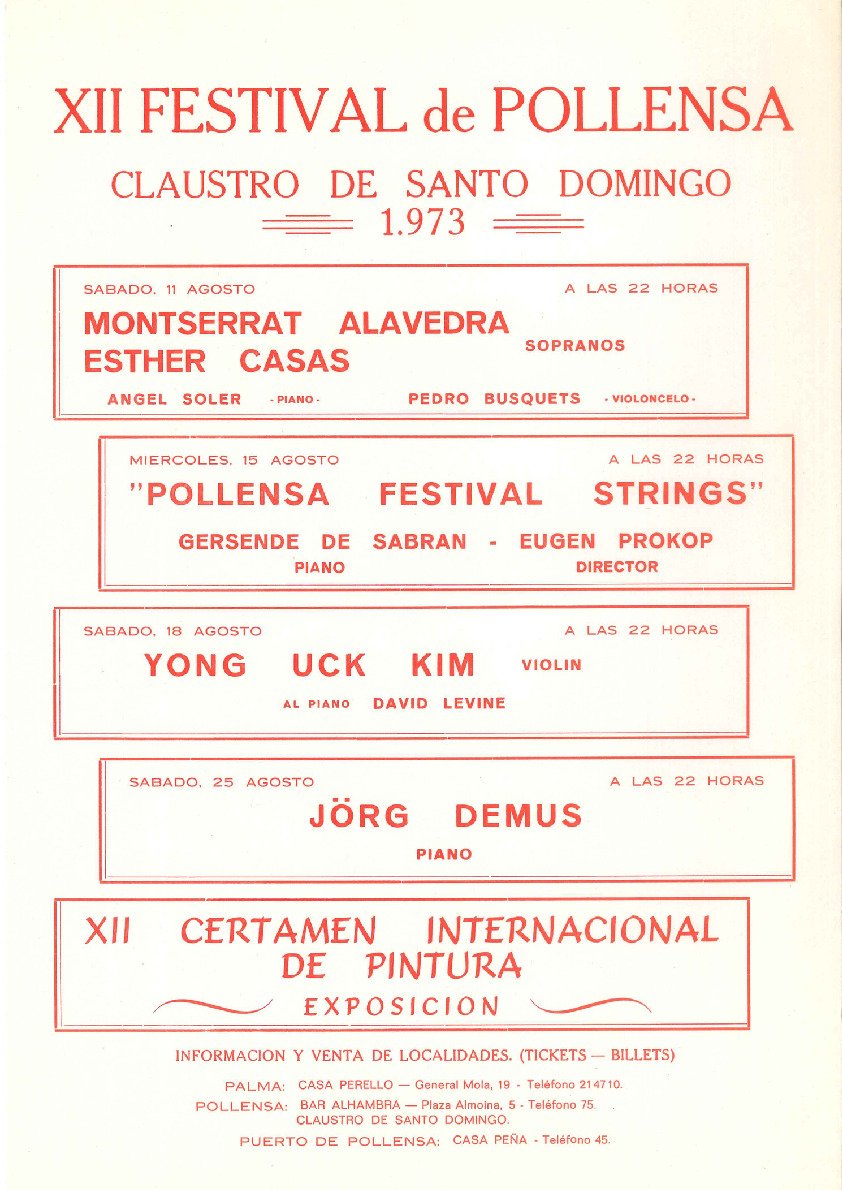 XII FESTIVAL de POLLENSA
CLAUSTRO DE SANTO DOMINGO
1.973
SABADO, 11 AGOSTO A LAS 22 HORAS
MONTSERRAT ALAVEDRA
ESTHER CASAS
SOPRANOS
ANGEL SOLER - PIANO - PEDRO BUSQUETS - VIOLONCELO -
MIERCOLES, 15 AGOSTO A LAS 22 HORAS
"POLLENSA FESTIVAL STRINGS"
GERSENDE DE SABRAN - EUGEN PROKOP
PIANO DIRECTOR
SABADO, 18 AGOSTO A LAS 22 HORAS
YONG UCK KIM VIOLIN
AL PIANO DAVID LEVINE
SABADO, 25 AGOSTO A LAS 22 HORAS
JÖRG DEMUS
PIANO
XII CERTAMEN INTERNACIONAL
DE PINTURA
EXPOSICION
INFORMACION Y VENTA DE LOCALIDADES. (TICKETS — BILLETS)
PALMA: CASA PERELLO — General Mola, 19 - Teléfono 214710.
POLLENSA: BAR ALHAMBRA — Plaza Almoina, 5 - Teléfono 75.
CLAUSTRO DE SANTO DOMINGO.
PUERTO DE POLLENSA: CASA PEÑA - Teléfono 45.